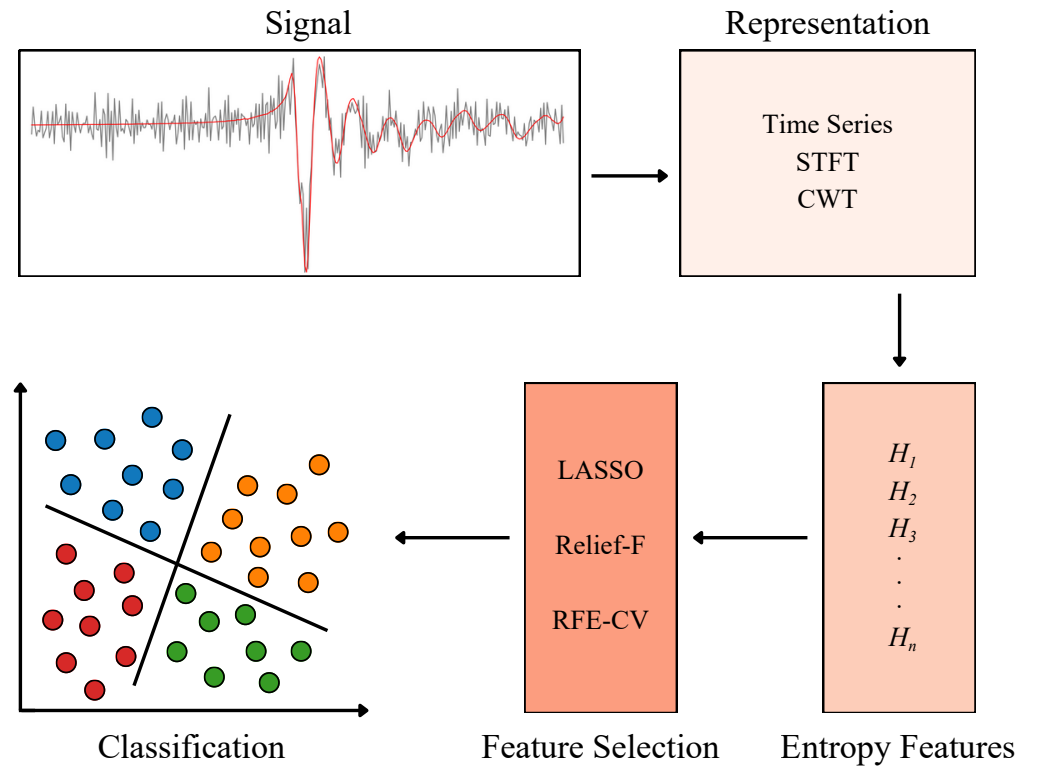 Signal
Representation
Time Series
STFT
CWT
H1
H2
H3
.
.
.
Hn
LASSO
Relief-F
RFE-CV
Classification
Feature Selection
Entropy Features